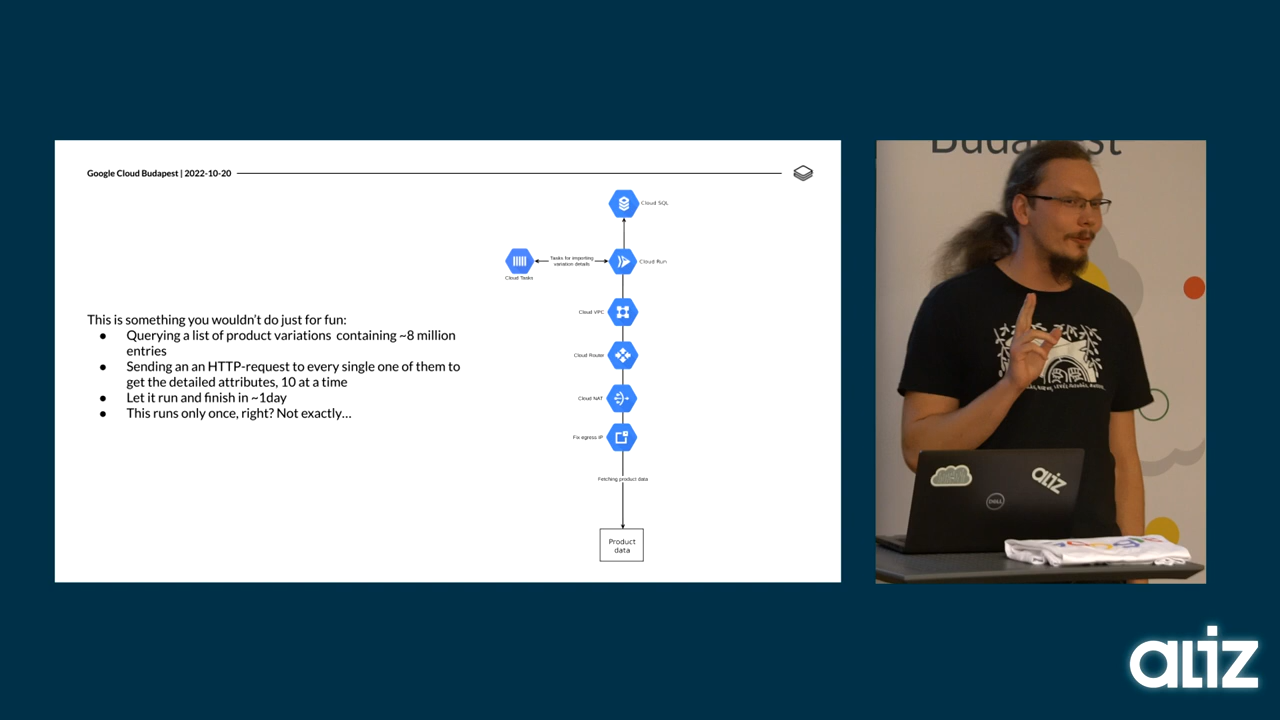 Google Cloud Budapest | 2022-10-20
Cloud SQL
Tasks for importing
variation details
Cloud Tasks
Cloud Run
Cloud VPC
Cloud Router
Cloud NAT
Fix egress IP
Fetching product data
Product
data
This is something you wouldn't do just for fun:
● Querying a list of product variations containing ~8 million
entries
● Sending an an HTTP-request to every single one of them to
get the detailed attributes, 10 at a time
● Let it run and finish in ~1day
● This runs only once, right? Not exactly...
Budapest
aliz
DELL
Google
aliz